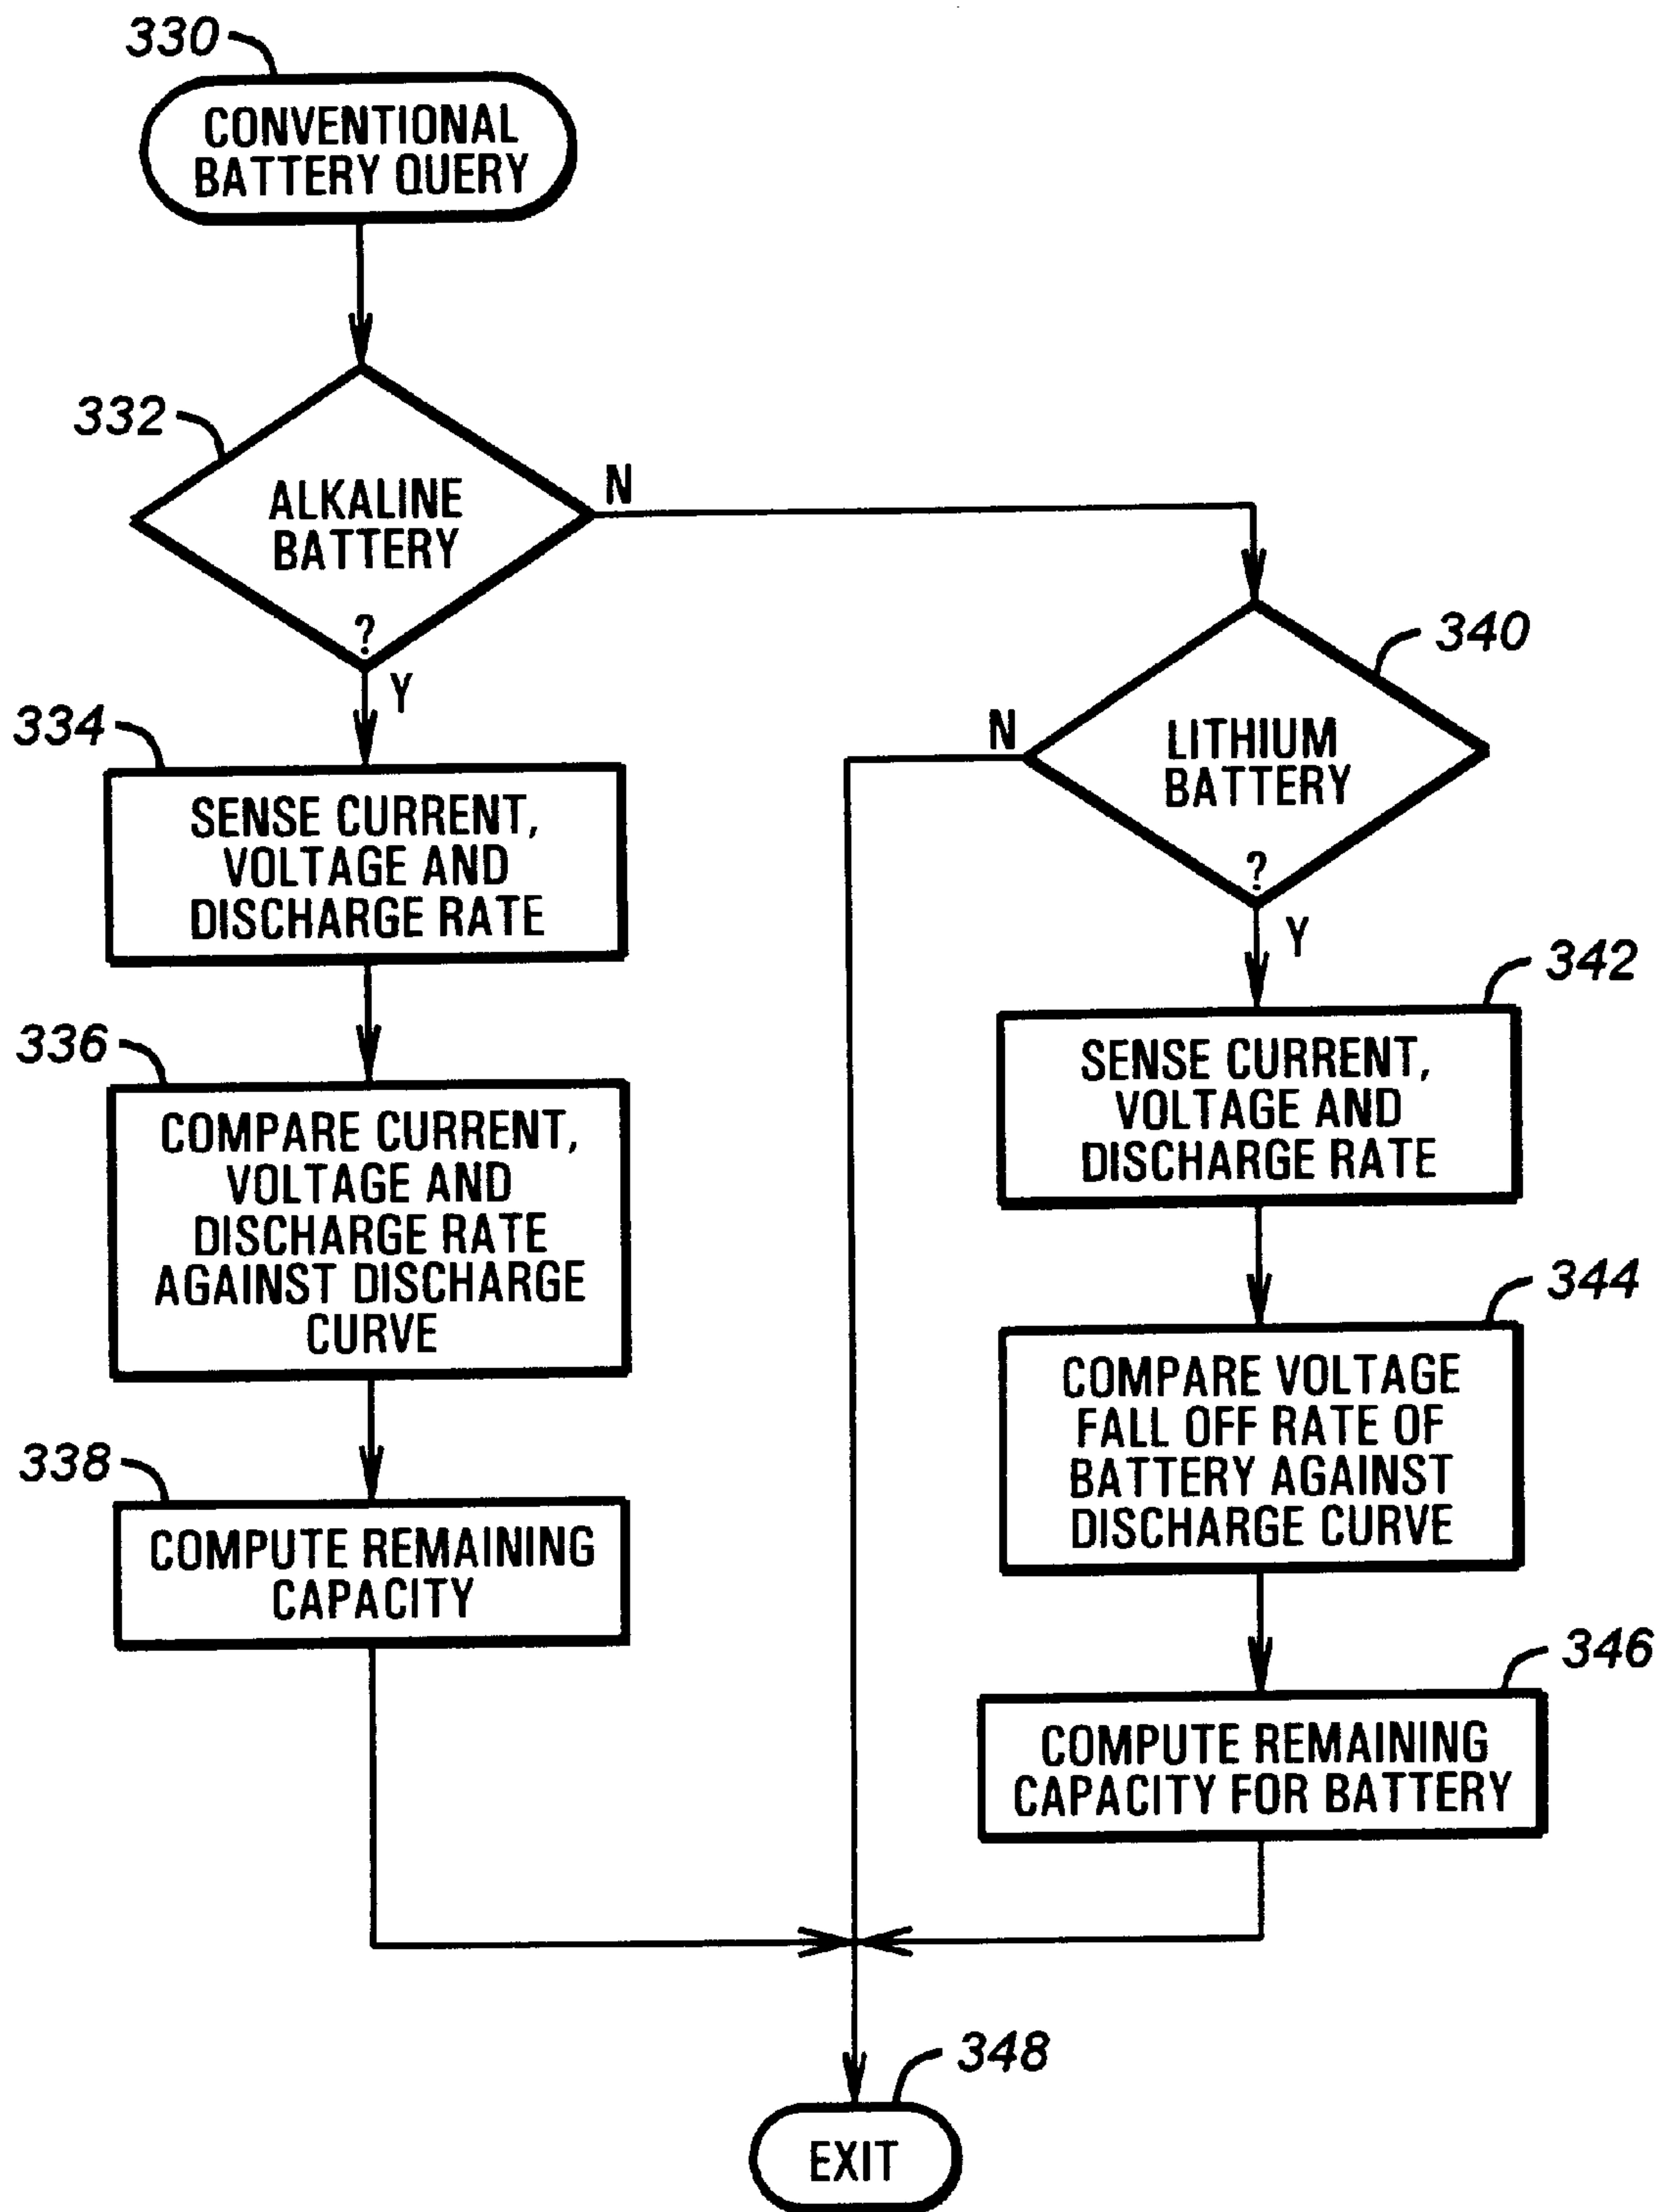 330
CONVENTIONAL
BATTERY QUERY
332
ALKALINE
BATTERY
?
N
Y
334
SENSE CURRENT,
VOLTAGE AND
DISCHARGE RATE
336
COMPARE CURRENT,
VOLTAGE AND
DISCHARGE RATE
AGAINST DISCHARGE
CURVE
338
COMPUTE REMAINING
CAPACITY
340
LITHIUM
BATTERY
?
N
Y
342
SENSE CURRENT,
VOLTAGE AND
DISCHARGE RATE
344
COMPARE VOLTAGE
FALL OFF RATE OF
BATTERY AGAINST
DISCHARGE CURVE
346
COMPUTE REMAINING
CAPACITY FOR BATTERY
348
EXIT